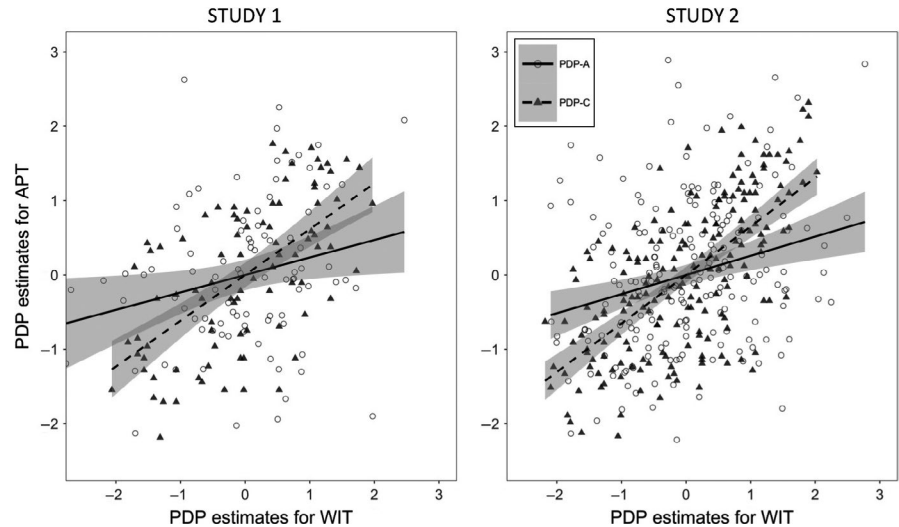 STUDY 1
STUDY 2
PDP estimates for APT
3
2
1
0
−1
−2
−2 −1 0 1 2 3
PDP estimates for WIT
PDP-A
PDP-C
3
2
1
0
−1
−2
−2 −1 0 1 2 3
PDP estimates for WIT